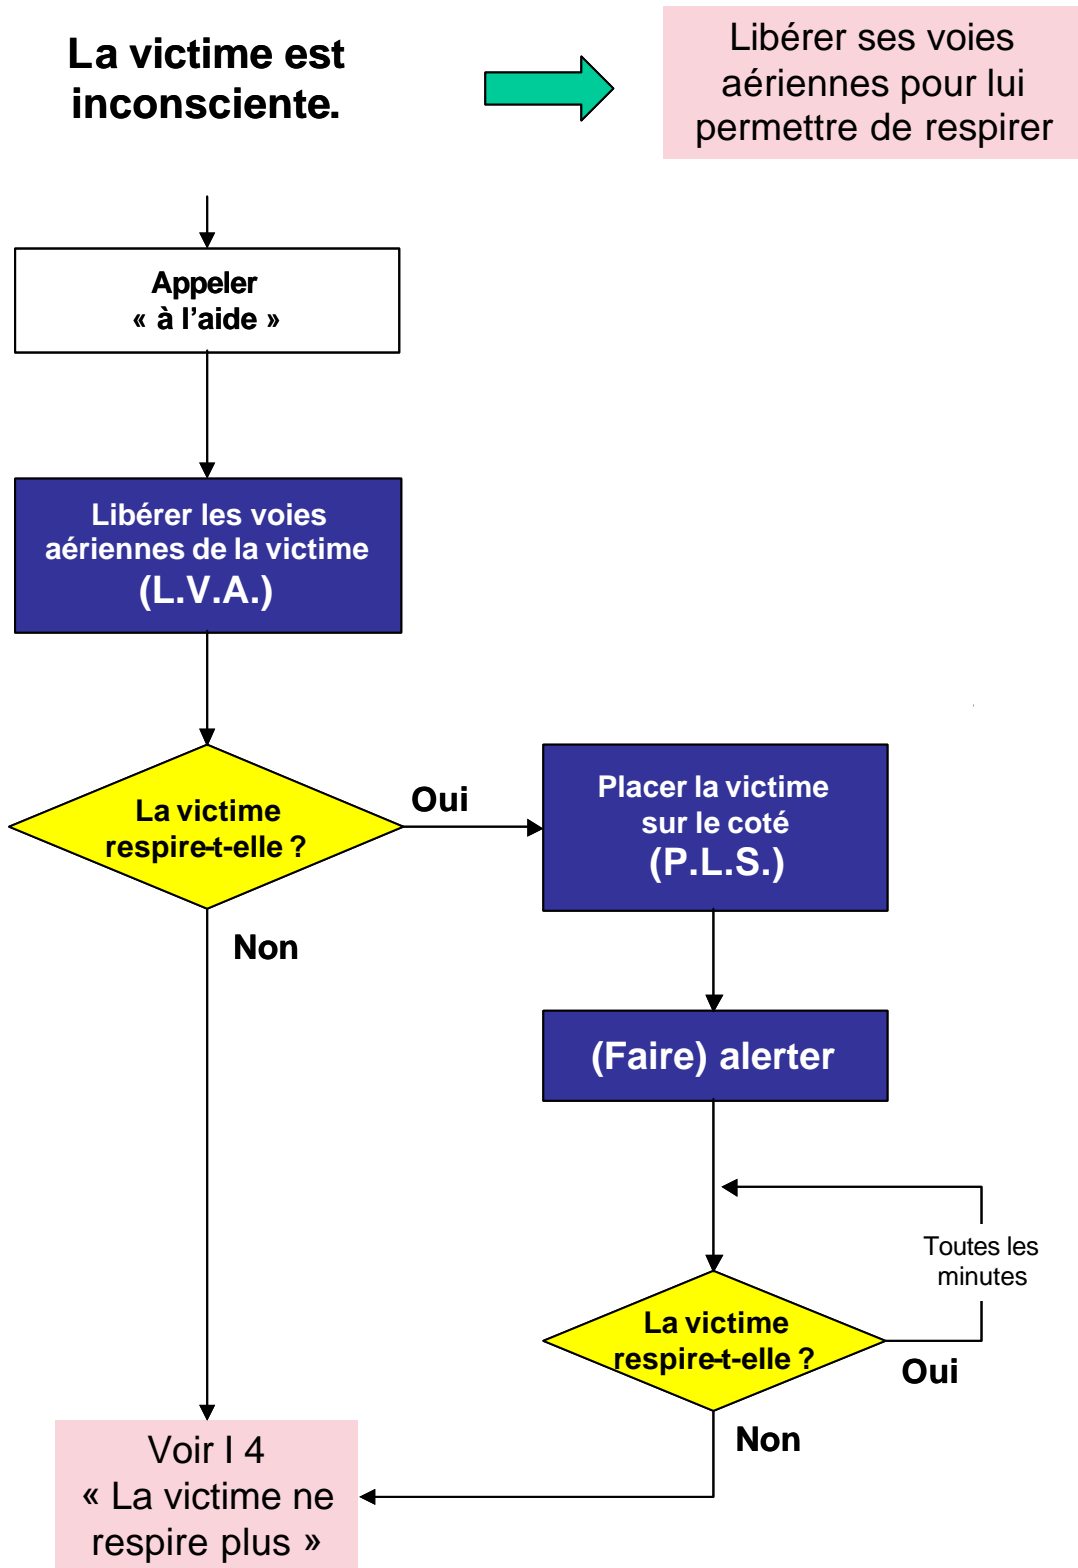 La victime est
inconsciente.
Libérer ses voies
aériennes pour lui
permettre de respirer
Appeler
« à l’aide »
Libérer les voies
aériennes de la victime
(L.V.A.)
La victime
respire-t-elle ?
Oui
Placer la victime
sur le coté
(P.L.S.)
Non
(Faire) alerter
Toutes les
minutes
La victime
respire-t-elle ?
Oui
Non
Voir I 4
« La victime ne
respire plus »